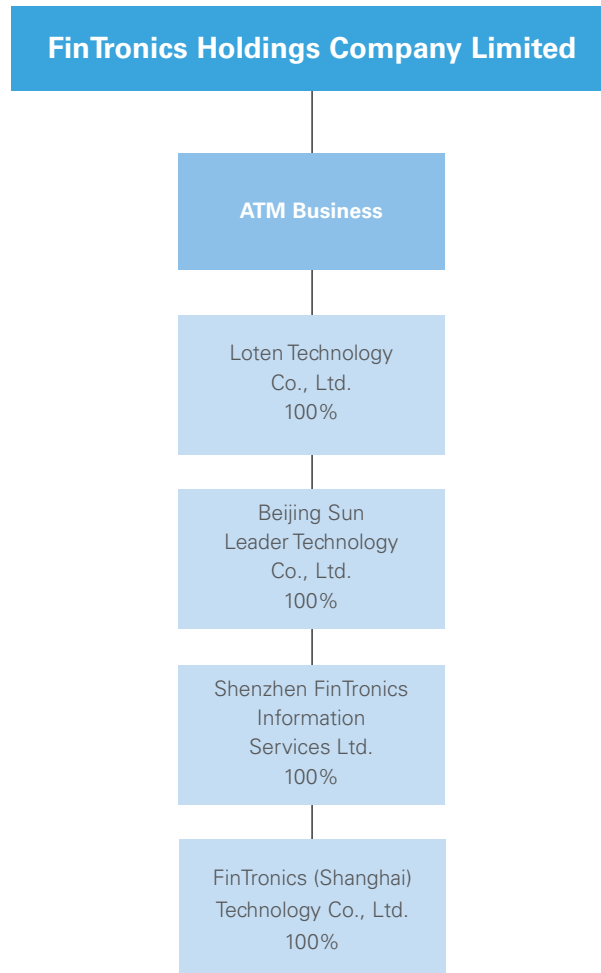 FinTronics Holdings Company Limited
ATM Business
Loten Technology
Co., Ltd.
100%
Beijing Sun
Leader Technology
Co., Ltd.
100%
Shenzhen FinTronics
Information
Services Ltd.
100%
FinTronics (Shanghai)
Technology Co., Ltd.
100%